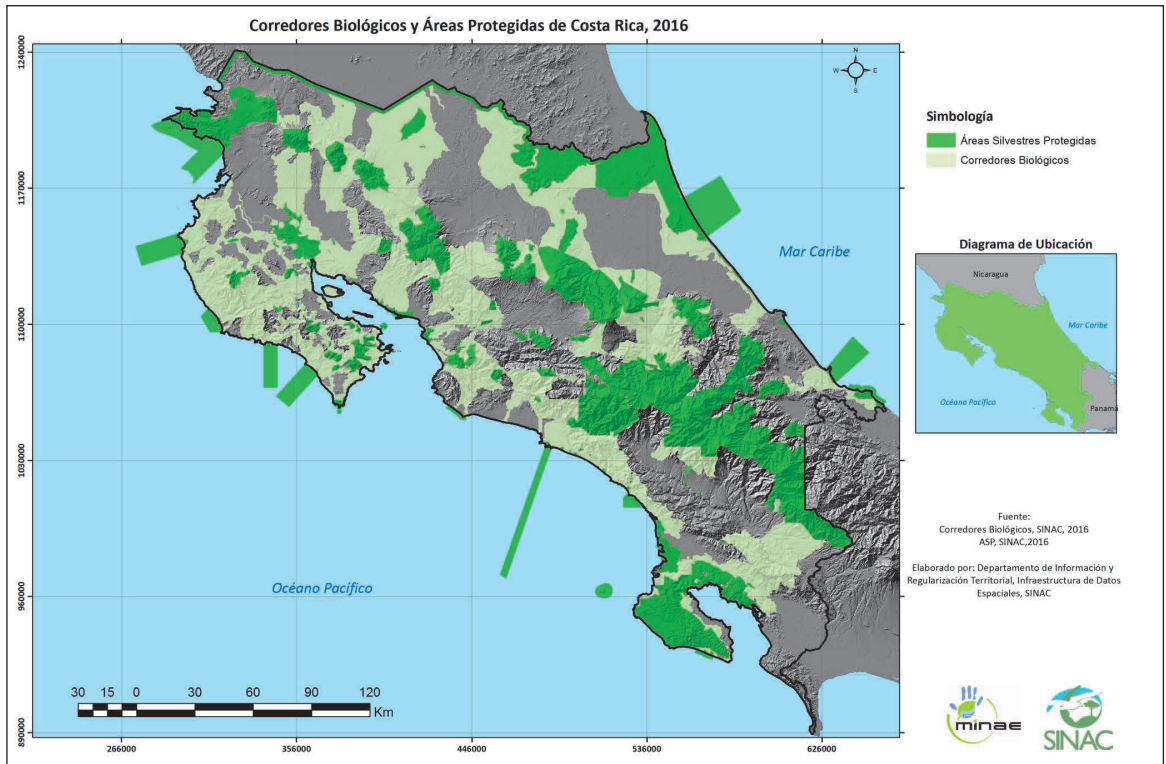 Corredores Biológicos y Áreas Protegidas de Costa Rica, 2016
1240000
1170000
1100000
1030000
960000
890000
N
W
E
S
Mar Caribe
Océano Pacífico
30 15 0 30 60 90 120
Km
266000 356000 446000 536000 626000
Simbología
Áreas Silvestres Protegidas
Corredores Biológicos
Diagrama de Ubicación
Nicaragua
Mar Caribe
Océano Pacífico
Panamá
Fuente:
Corredores Biológicos, SINAC, 2016
ASP, SINAC,2016
Elaborado por: Departamento de Información y
Regularización Territorial, Infraestructura de Datos
Espaciales, SINAC
minae
SINAC